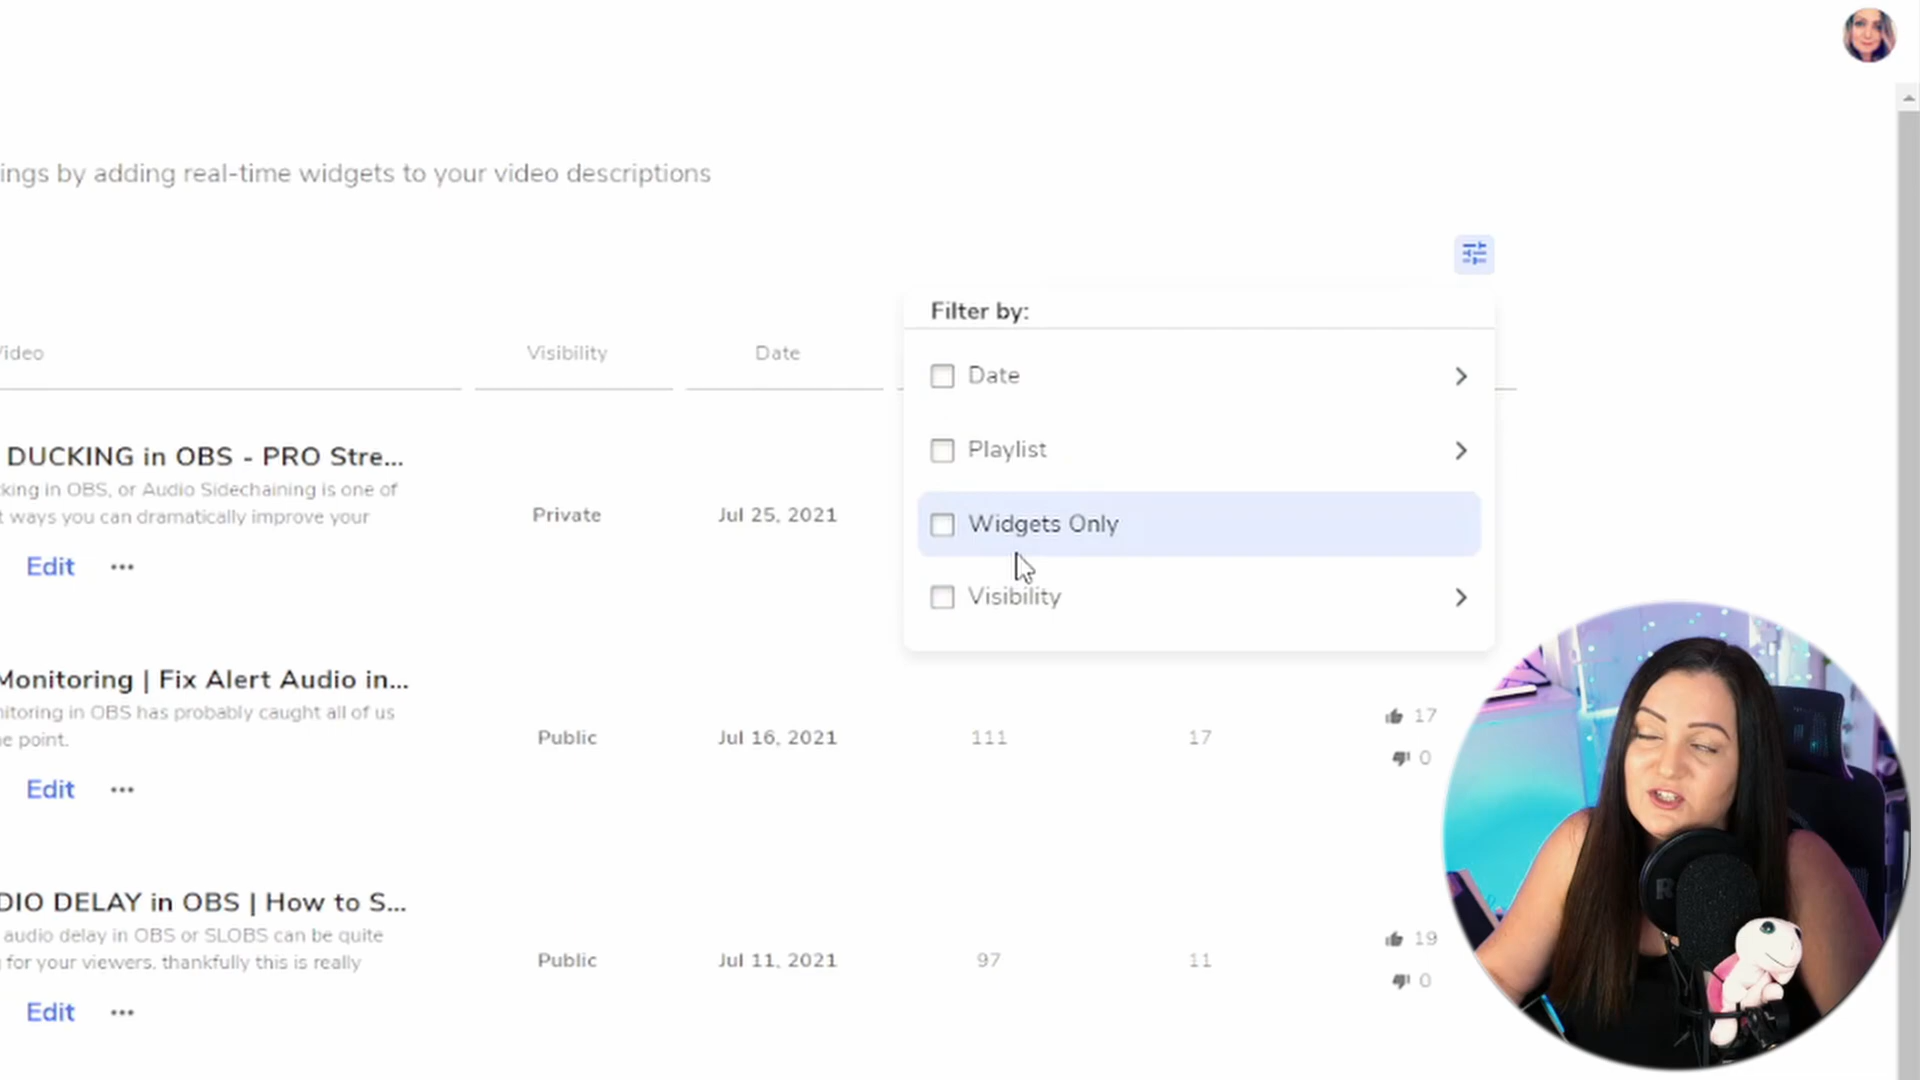 ings by adding real-time widgets to your video descriptions
Filter by:
Video Visibility Date
Date
Playlist
Widgets Only
Visibility
DUCKING in OBS - PRO Stre...
king in OBS, or Audio Sidechaining is one of
t ways you can dramatically improve your
Private Jul 25, 2021
Edit ...
Monitoring | Fix Alert Audio in...
nitoring in OBS has probably caught all of us
e point.
Public Jul 16, 2021 111 17 17
0
Edit ...
DIO DELAY in OBS | How to S...
audio delay in OBS or SLOBS can be quite
g for your viewers, thankfully this is really
Public Jul 11, 2021 97 11 19
0
Edit ...